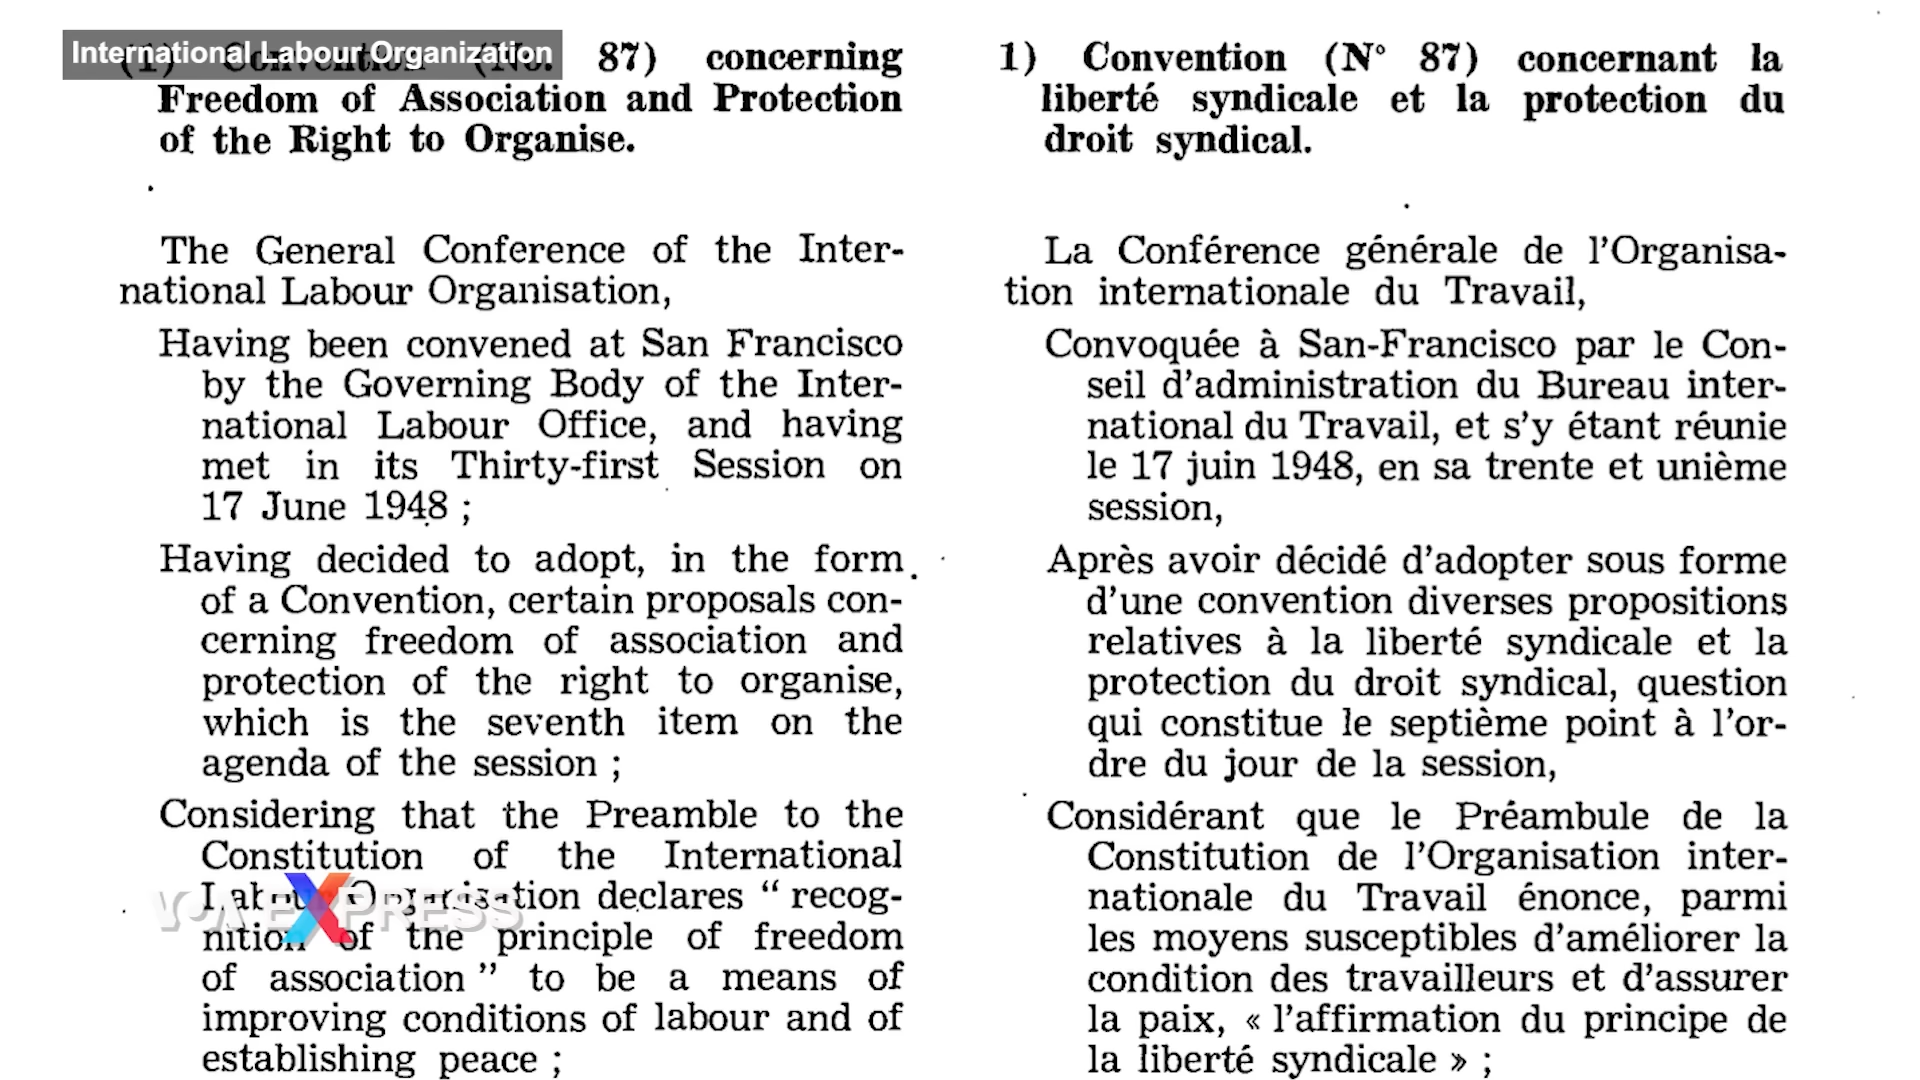 International Labour Organization
(1) Convention (No. 87) concerning
Freedom of Association and Protection
of the Right to Organise.
The General Conference of the Inter-
national Labour Organisation,
Having been convened at San Francisco
by the Governing Body of the Inter-
national Labour Office, and having
met in its Thirty-first Session on
17 June 1948 ;
Having decided to adopt, in the form
of a Convention, certain proposals con-
cerning freedom of association and
protection of the right to organise,
which is the seventh item on the
agenda of the session ;
Considering that the Preamble to the
Constitution of the International
Labour Organisation declares “ recog-
nition of the principle of freedom
of association ” to be a means of
improving conditions of labour and of
establishing peace ;
VOA EXPRESS
1) Convention (N° 87) concernant la
liberté syndicale et la protection du
droit syndical.
La Conférence générale de l’Organisa-
tion internationale du Travail,
Convoquée à San-Francisco par le Con-
seil d’administration du Bureau inter-
national du Travail, et s’y étant réunie
le 17 juin 1948, en sa trente et unième
session,
Après avoir décidé d’adopter sous forme
d’une convention diverses propositions
relatives à la liberté syndicale et la
protection du droit syndical, question
qui constitue le septième point à l’or-
dre du jour de la session,
Considérant que le Préambule de la
Constitution de l’Organisation inter-
nationale du Travail énonce, parmi
les moyens susceptibles d’améliorer la
condition des travailleurs et d’assurer
la paix, « l’affirmation du principe de
la liberté syndicale » ;